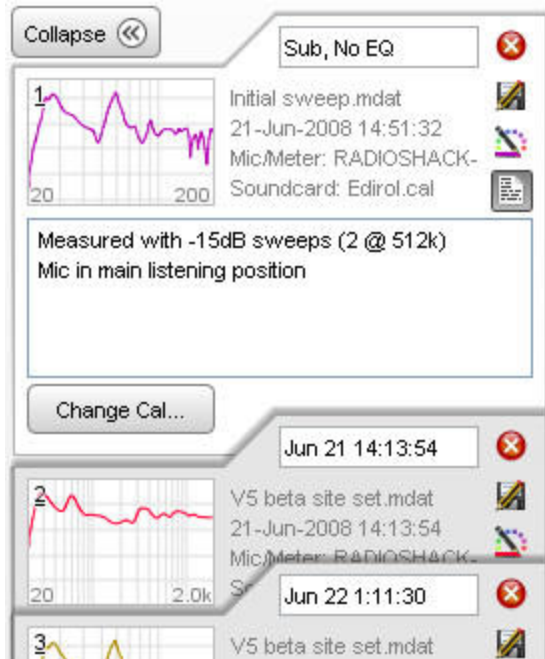 Collapse
Sub, No EQ
1
20
200
Initial sweep.mdat
21-Jun-2008 14:51:32
Mic/Meter: RADIOSHACK-
Soundcard: Edirol.cal
Measured with -15dB sweeps (2 @ 512k)
Mic in main listening position
Change Cal...
Jun 21 14:13:54
2
20
2.0k
V5 beta site set.mdat
21-Jun-2008 14:13:54
Mic/Meter: RADIOSHACK-
Jun 22 1:11:30
3
V5 beta site set.mdat